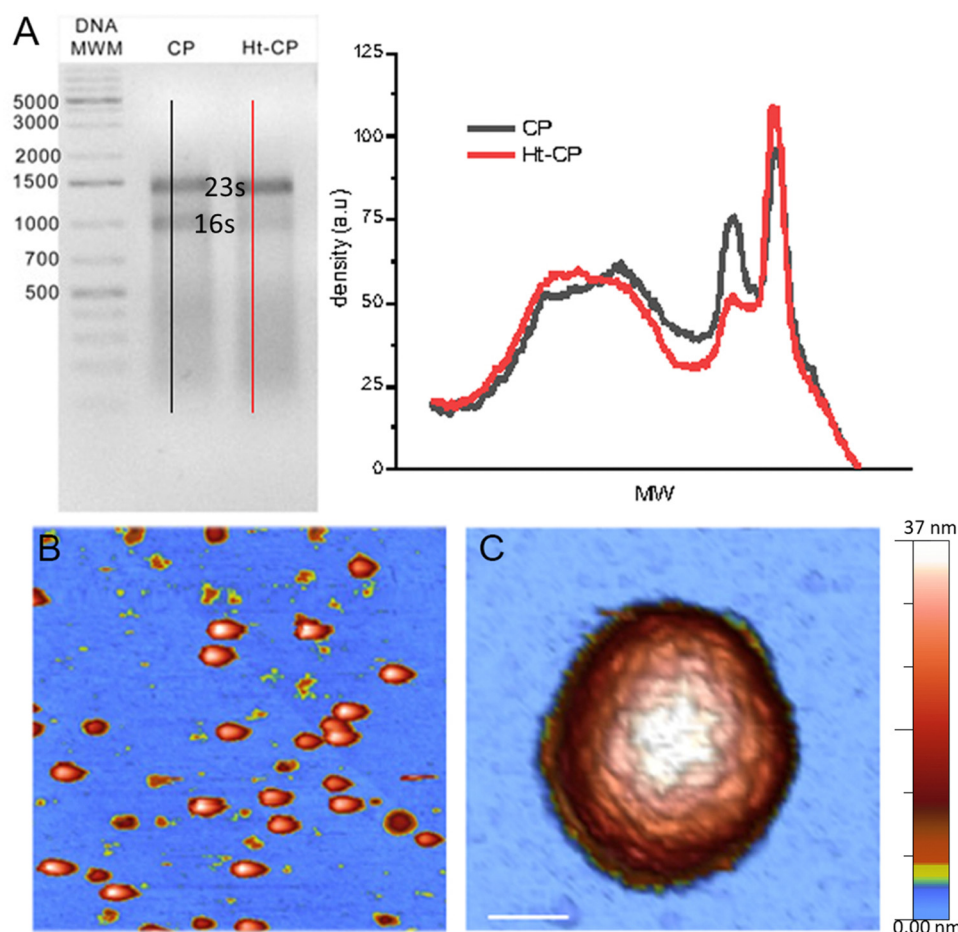 A
DNA
MWM
CP
Ht-CP
5000
3000
2000
1500
1000
700
500
23s
16s
125
100
75
50
25
0
density (a.u)
CP
Ht-CP
MW
B
C
37 nm
0.00 nm